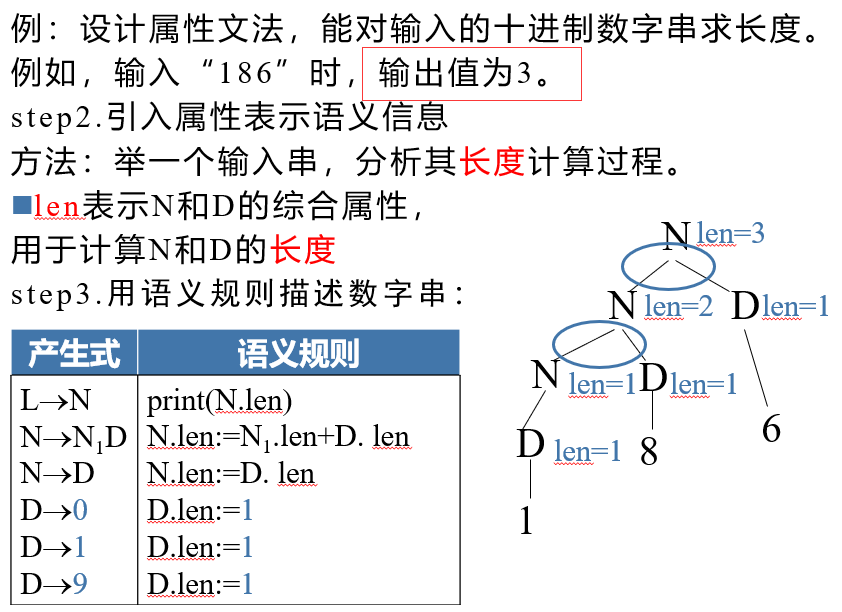 例：设计属性文法，能对输入的十进制数字串求长度。
例如，输入“186”时，输出值为3。
step2.引入属性表示语义信息
方法：举一个输入串，分析其长度计算过程。
■len表示N和D的综合属性，
用于计算N和D的长度
step3.用语义规则描述数字串：
产生式 语义规则
L→N print(N.len)
N→N₁D N.len:=N₁.len+D. len
N→D N.len:=D. len
D→0 D.len:=1
D→1 D.len:=1
D→9 D.len:=1
N len=3
N len=2 D len=1
N len=1 D len=1
D len=1 8 6
1